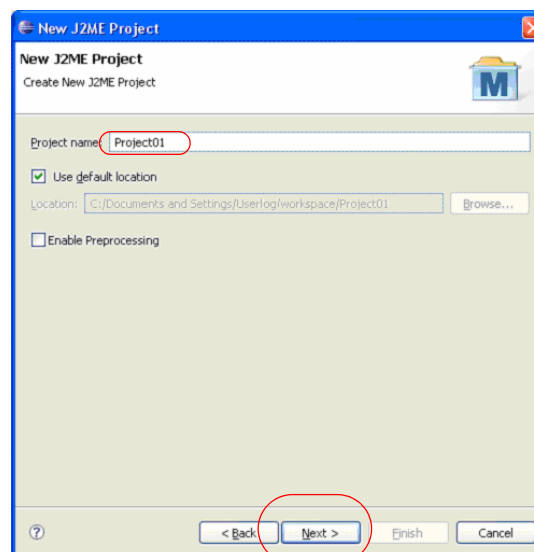 New J2ME Project
New J2ME Project
Create New J2ME Project
M
Project name: Project01
Use default location
Location: C:/Documents and Settings/Userlog/workspace/Project01 Browse...
Enable Preprocessing
? < Back Next > Finish Cancel